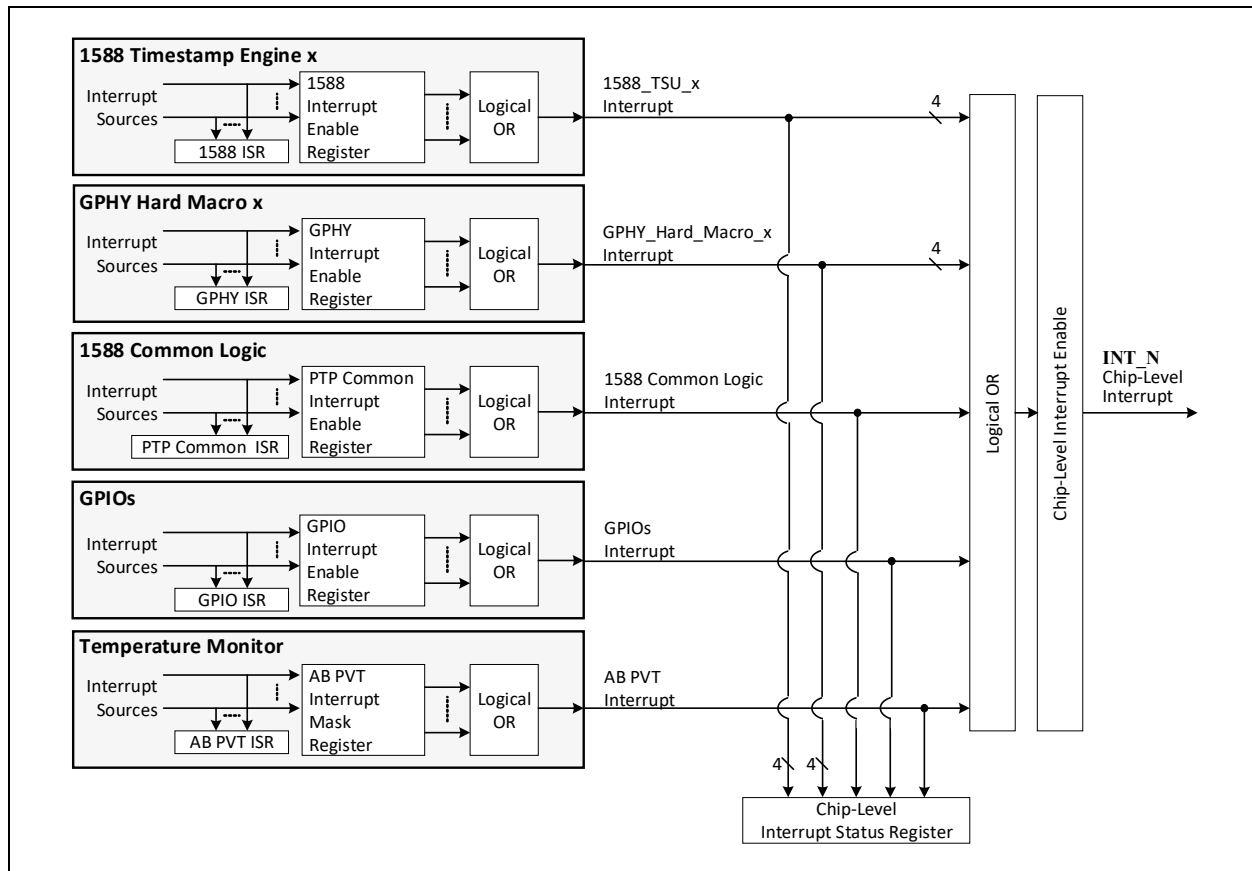 1588 Timestamp Engine x
Interrupt
Sources
1588 ISR
1588
Interrupt
Enable
Register
Logical
OR
1588_TSU_x
Interrupt
4
GPHY Hard Macro x
Interrupt
Sources
GPHY ISR
GPHY
Interrupt
Enable
Register
Logical
OR
GPHY_Hard_Macro_x
Interrupt
4
1588 Common Logic
Interrupt
Sources
PTP Common ISR
PTP Common
Interrupt
Enable
Register
Logical
OR
1588 Common Logic
Interrupt
GPIOs
Interrupt
Sources
GPIO ISR
GPIO
Interrupt
Enable
Register
Logical
OR
GPIOs
Interrupt
Temperature Monitor
Interrupt
Sources
AB PVT ISR
AB PVT
Interrupt
Mask
Register
Logical
OR
AB PVT
Interrupt
4
4
Chip-Level
Interrupt Status Register
Logical OR
Chip-Level Interrupt Enable
INT_N
Chip-Level
Interrupt